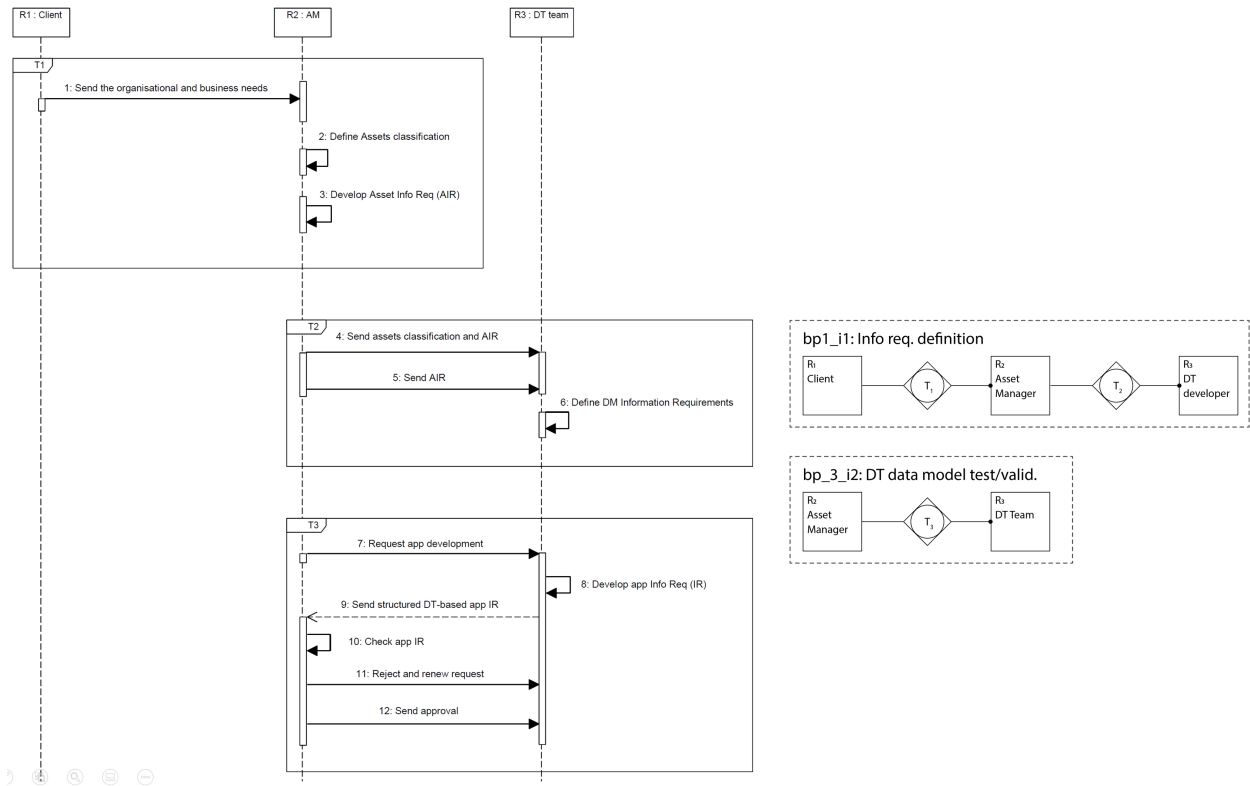 R1 : Client
R2 : AM
R3 : DT team
T1
1: Send the organisational and business needs
2: Define Assets classification
3: Develop Asset Info Req (AIR)
T2
4: Send assets classification and AIR
5: Send AIR
6: Define DM Information Requirements
T3
7: Request app development
8: Develop app Info Req (IR)
9: Send structured DT-based app IR
10: Check app IR
11: Reject and renew request
12: Send approval
bp1_i1: Info req. definition
R1
Client
T1
R2
Asset
Manager
T2
R3
DT
developer
bp_3_i2: DT data model test/valid.
R2
Asset
Manager
T3
R3
DT Team